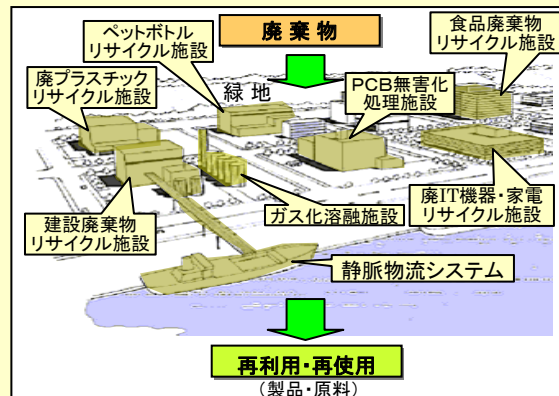 廃棄物
ペットボトル
リサイクル施設
食品廃棄物
リサイクル施設
廃プラスチック
リサイクル施設
緑地
PCB無害化
処理施設
建設廃棄物
リサイクル施設
ガス化溶融施設
廃IT機器・家電
リサイクル施設
静脈物流システム
再利用・再使用
(製品・原料)